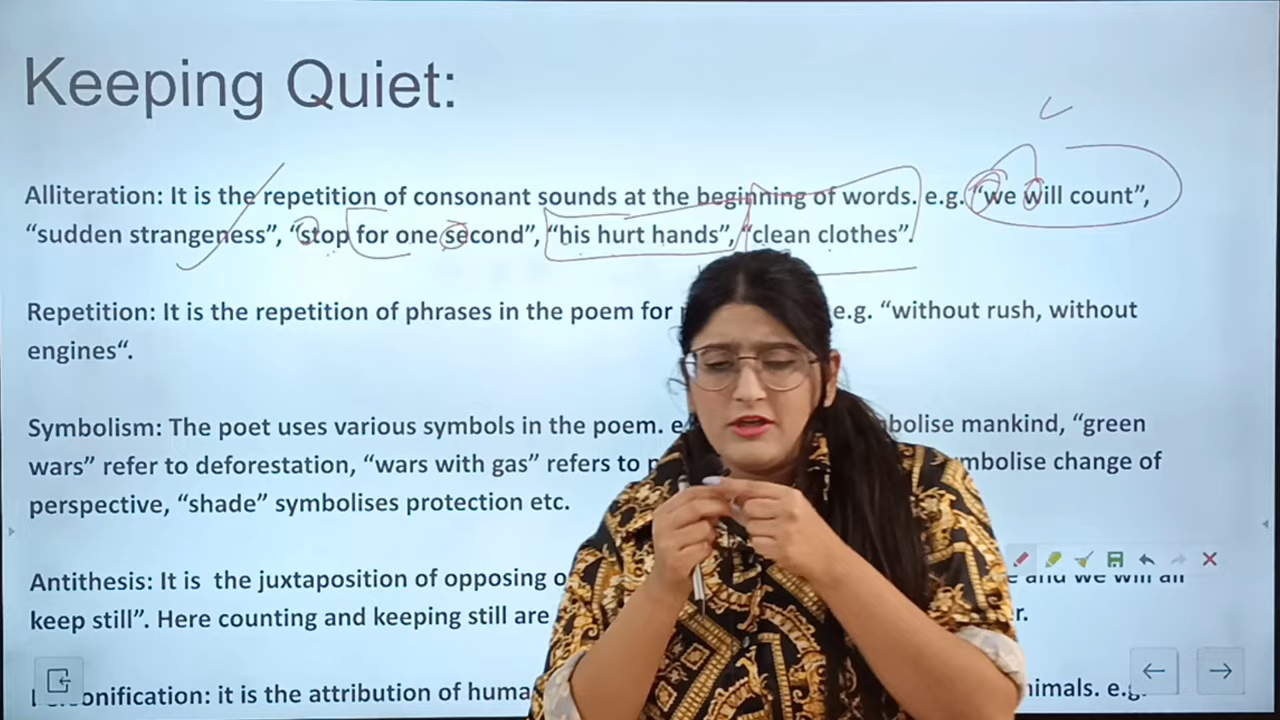 Keeping Quiet:
Alliteration: It is the repetition of consonant sounds at the beginning of words. e.g. “we will count”,
“sudden strangeness”, “stop for one second”, “his hurt hands”, “clean clothes”.
Repetition: It is the repetition of phrases in the poem for e.g. “without rush, without
engines“.
Symbolism: The poet uses various symbols in the poem. mankind, “green
wars” refer to deforestation, “wars with gas” refers to change of
perspective, “shade” symbolises protection etc.
Antithesis: It is the juxtaposition of opposing and we will all
keep still”. Here counting and keeping still are
it is the attribution of e.g.